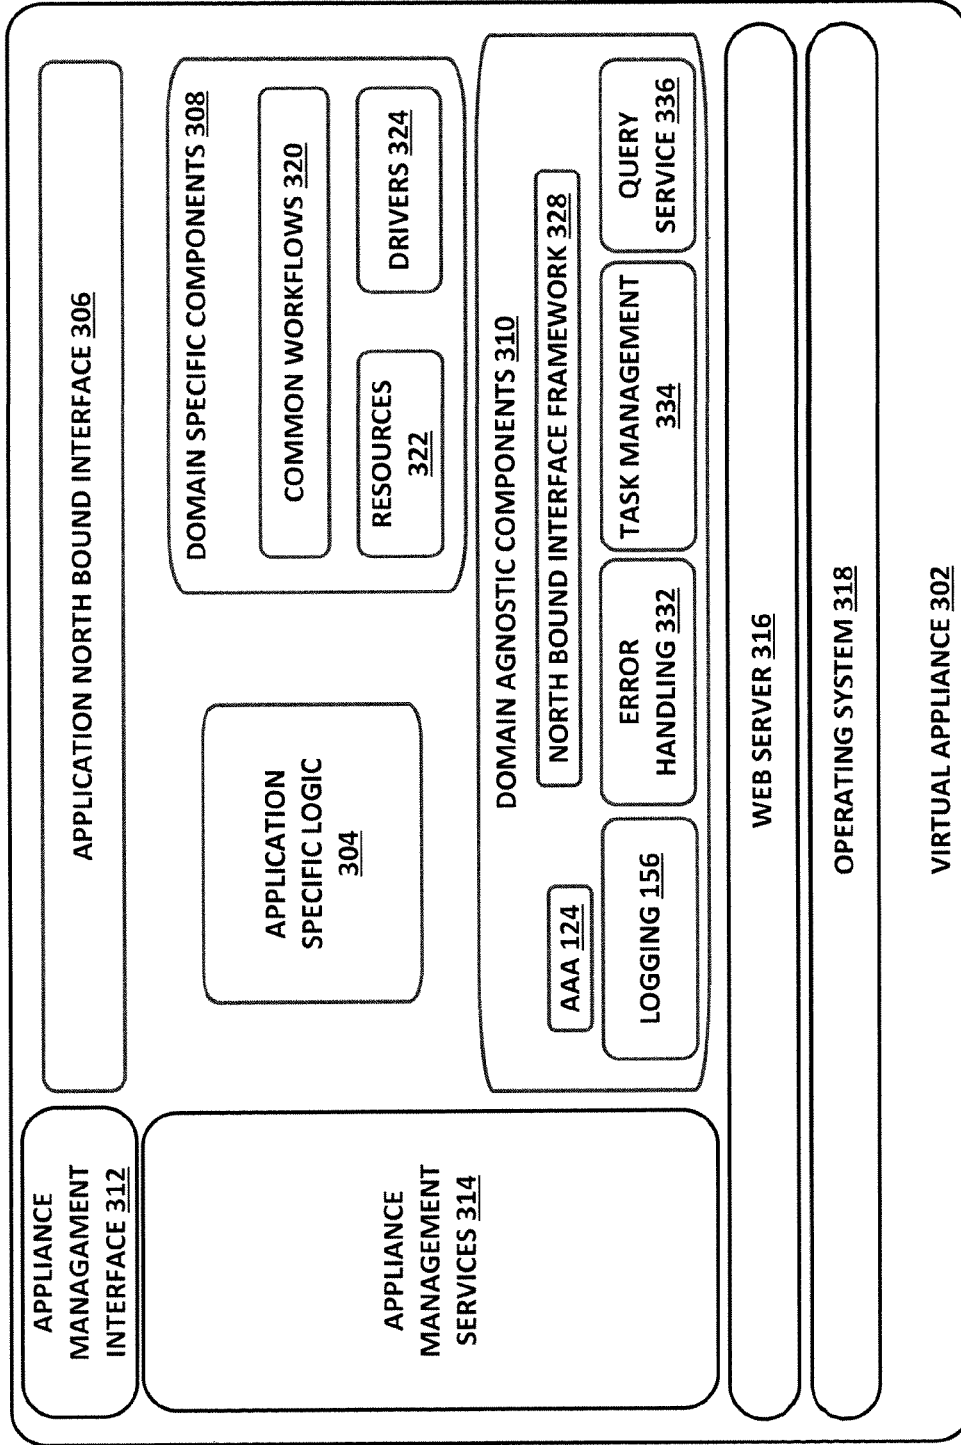 APPLIANCE
MANAGAMENT
INTERFACE 312
APPLICATION NORTH BOUND INTERFACE 306
APPLIANCE
MANAGEMENT
SERVICES 314
APPLICATION
SPECIFIC LOGIC
304
DOMAIN SPECIFIC COMPONENTS 308
COMMON WORKFLOWS 320
RESOURCES
322
DRIVERS 324
DOMAIN AGNOSTIC COMPONENTS 310
AAA 124
NORTH BOUND INTERFACE FRAMEWORK 328
LOGGING 156
ERROR
HANDLING 332
TASK MANAGEMENT
334
QUERY
SERVICE 336
WEB SERVER 316
OPERATING SYSTEM 318
VIRTUAL APPLIANCE 302